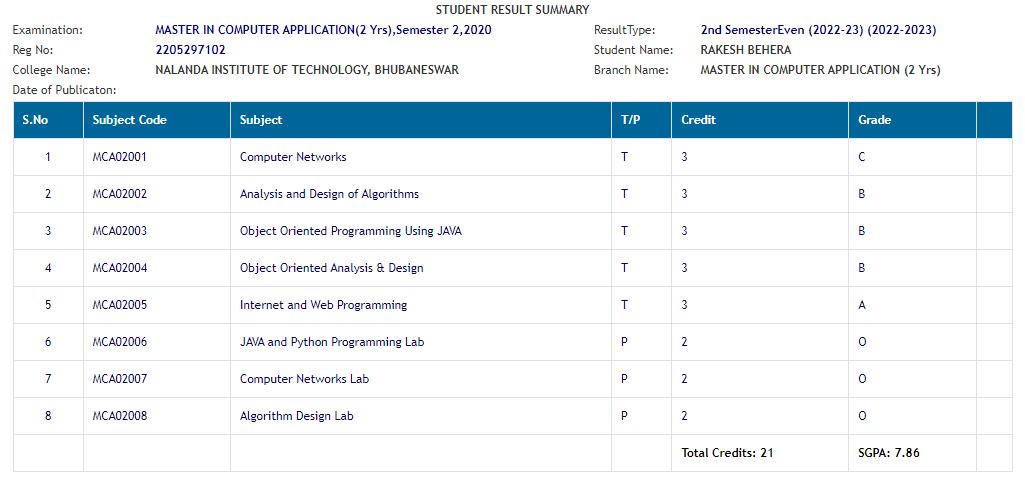 STUDENT RESULT SUMMARY
Examination: MASTER IN COMPUTER APPLICATION(2 Yrs),Semester 2,2020 ResultType: 2nd SemesterEven (2022-23) (2022-2023)
Reg No: 2205297102 Student Name: RAKESH BEHERA
College Name: NALANDA INSTITUTE OF TECHNOLOGY, BHUBANESWAR Branch Name: MASTER IN COMPUTER APPLICATION (2 Yrs)
Date of Publicaton:
S.No Subject Code Subject T/P Credit Grade
1 MCA02001 Computer Networks T 3 C
2 MCA02002 Analysis and Design of Algorithms T 3 B
3 MCA02003 Object Oriented Programming Using JAVA T 3 B
4 MCA02004 Object Oriented Analysis & Design T 3 B
5 MCA02005 Internet and Web Programming T 3 A
6 MCA02006 JAVA and Python Programming Lab P 2 O
7 MCA02007 Computer Networks Lab P 2 O
8 MCA02008 Algorithm Design Lab P 2 O
Total Credits: 21 SGPA: 7.86